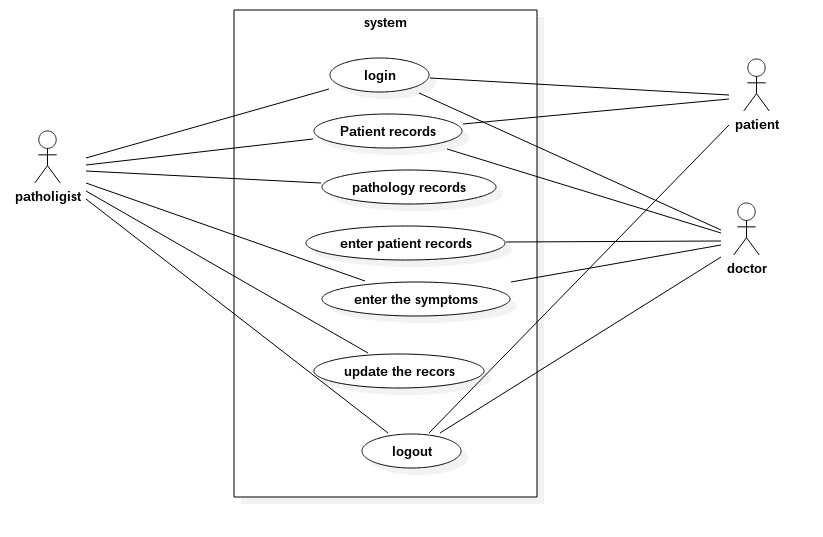 system
login
patient
Patient records
patholigist
pathology records
enter patient records
doctor
enter the symptoms
update the recors
logout